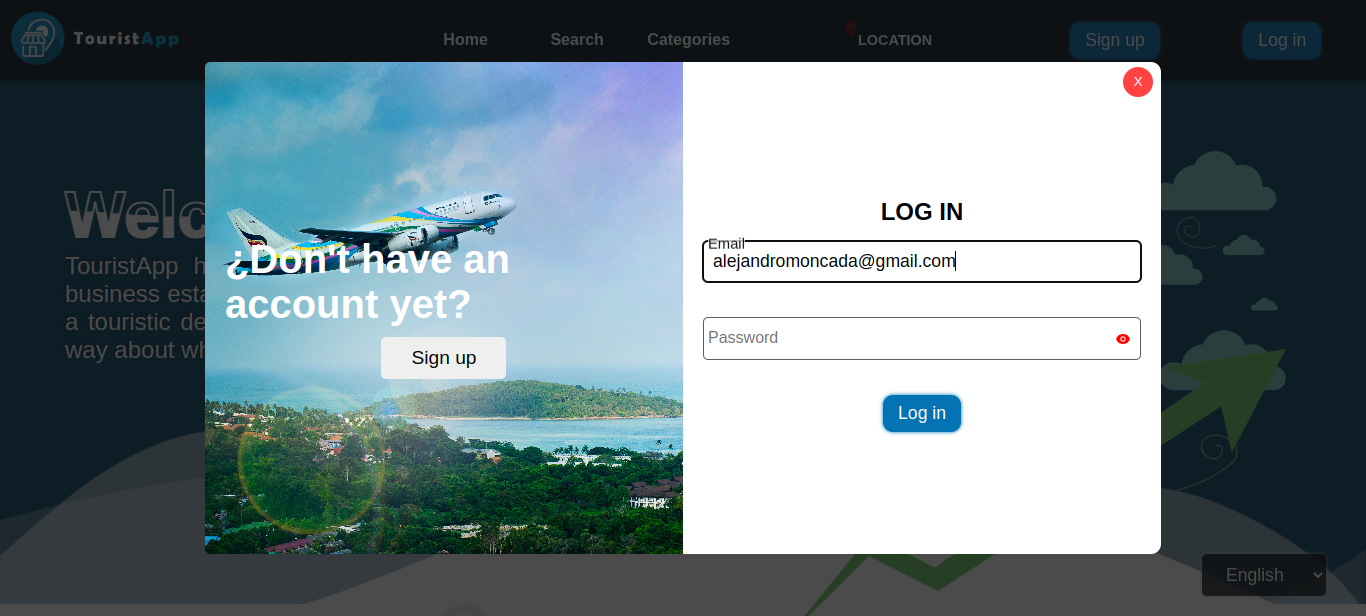 TouristApp
Home
Search
Categories
LOCATION
Sign up
Log in
Welc
TouristApp h
business esta
a touristic de
way about wh
¿Don't have an
account yet?
Sign up
X
LOG IN
Email
alejandromoncada@gmail.com
Password
Log in
English